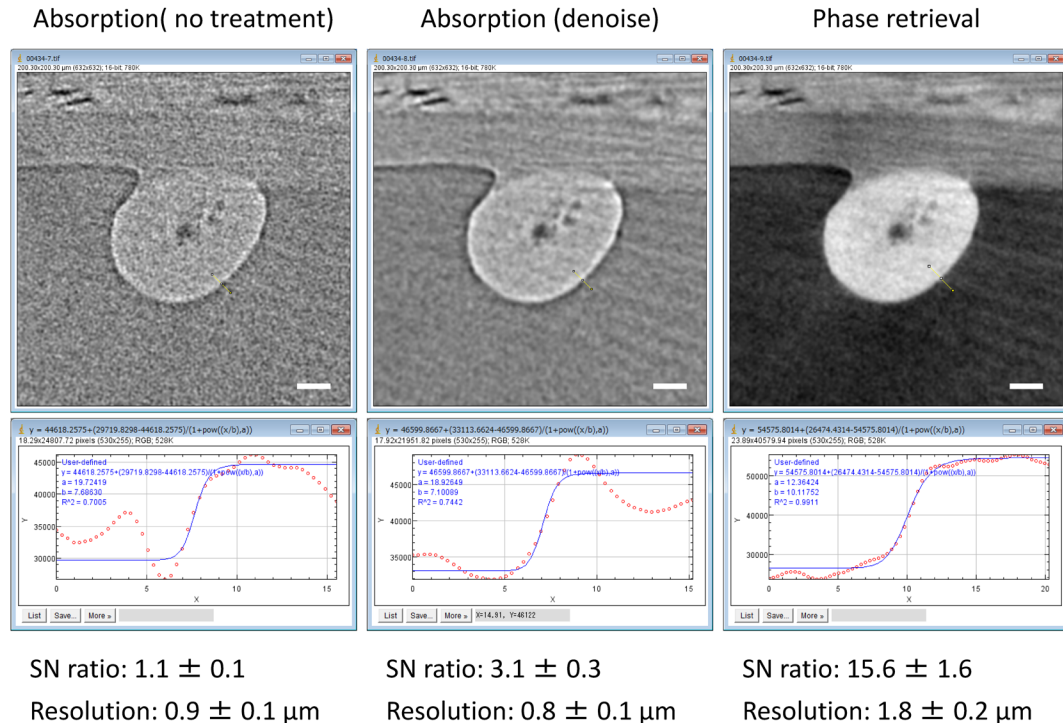 Absorption( no treatment)
Absorption (denoise)
Phase retrieval
00434-7.tif
200.30x200.30 µm (632x632); 16-bit; 780K
00434-8.tif
200.30x200.30 µm (632x632); 16-bit; 780K
00434-9.tif
200.30x200.30 µm (632x632); 16-bit; 780K
y = 44618.2575+(29719.8298-44618.2575)/(1+pow((x/b),a))
18.29x24807.72 pixels (530x255); RGB; 528K
User-defined
y = 44618.2575+(29719.8298-44618.2575)/(1+pow((x/b),a))
a = 19.72419
b = 7.68630
R^2 = 0.7005
45000
40000
35000
30000
Y
0
5
10
15
X
List
Save...
More »
y = 46599.8667+(33113.6624-46599.8667)/(1+pow((x/b),a))
17.92x21951.82 pixels (530x255); RGB; 528K
User-defined
y = 46599.8667+(33113.6624-46599.8667)/(1+pow((x/b),a))
a = 18.92649
b = 7.10089
R^2 = 0.7442
45000
40000
35000
Y
0
5
10
15
X
List
Save...
More »
X=14.91, Y=46122
y = 54575.8014+(26474.4314-54575.8014)/(1+pow((x/b),a))
23.89x40579.94 pixels (530x255); RGB; 528K
User-defined
y = 54575.8014+(26474.4314-54575.8014)/(1+pow((x/b),a))
a = 12.36424
b = 10.11752
R^2 = 0.9911
50000
40000
30000
Y
0
5
10
15
20
X
List
Save...
More »
SN ratio: 1.1 ± 0.1
Resolution: 0.9 ± 0.1 µm
SN ratio: 3.1 ± 0.3
Resolution: 0.8 ± 0.1 µm
SN ratio: 15.6 ± 1.6
Resolution: 1.8 ± 0.2 µm